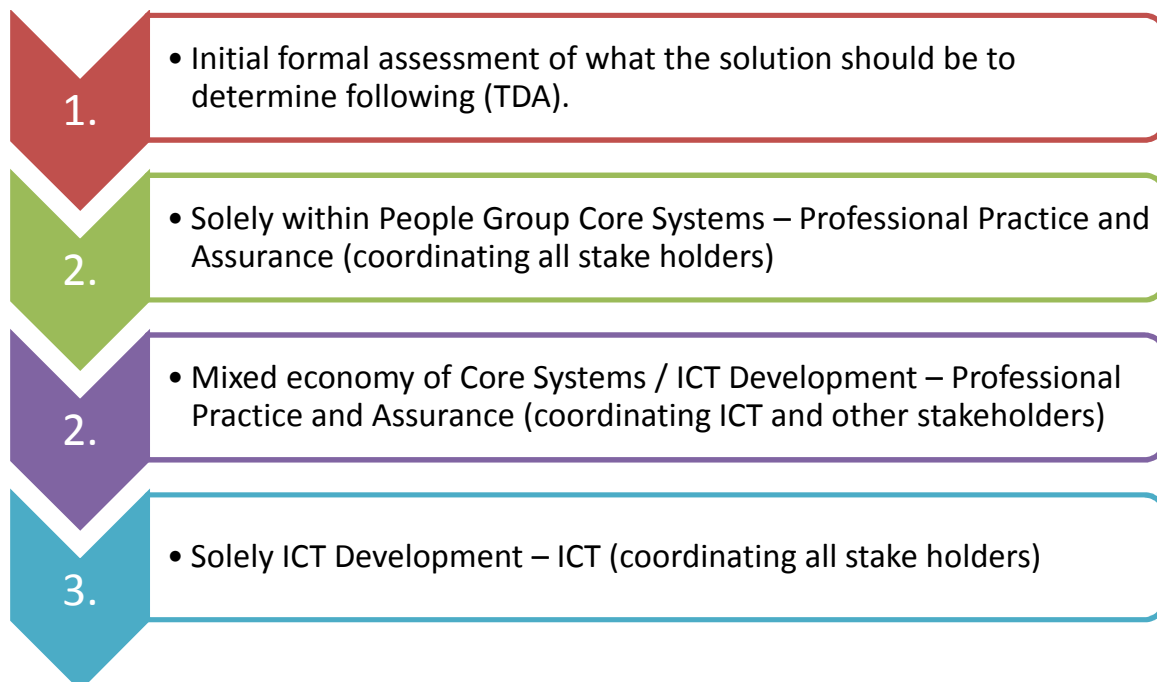 1.
• Initial formal assessment of what the solution should be to
determine following (TDA).
2.
• Solely within People Group Core Systems – Professional Practice and
Assurance (coordinating all stake holders)
2.
• Mixed economy of Core Systems / ICT Development – Professional
Practice and Assurance (coordinating ICT and other stakeholders)
3.
• Solely ICT Development – ICT (coordinating all stake holders)